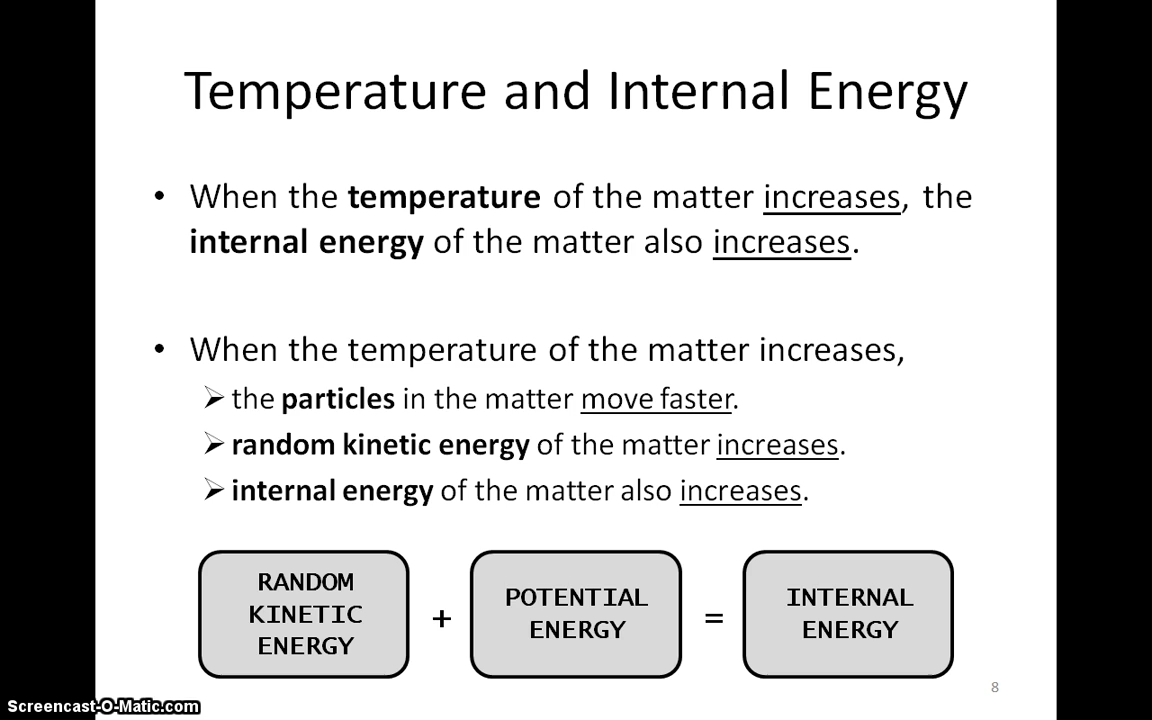 Temperature and Internal Energy
• When the temperature of the matter increases, the
internal energy of the matter also increases.
• When the temperature of the matter increases,
➢ the particles in the matter move faster.
➢ random kinetic energy of the matter increases.
➢ internal energy of the matter also increases.
RANDOM
KINETIC
ENERGY
+
POTENTIAL
ENERGY
=
INTERNAL
ENERGY
8
Screencast-O-Matic.com